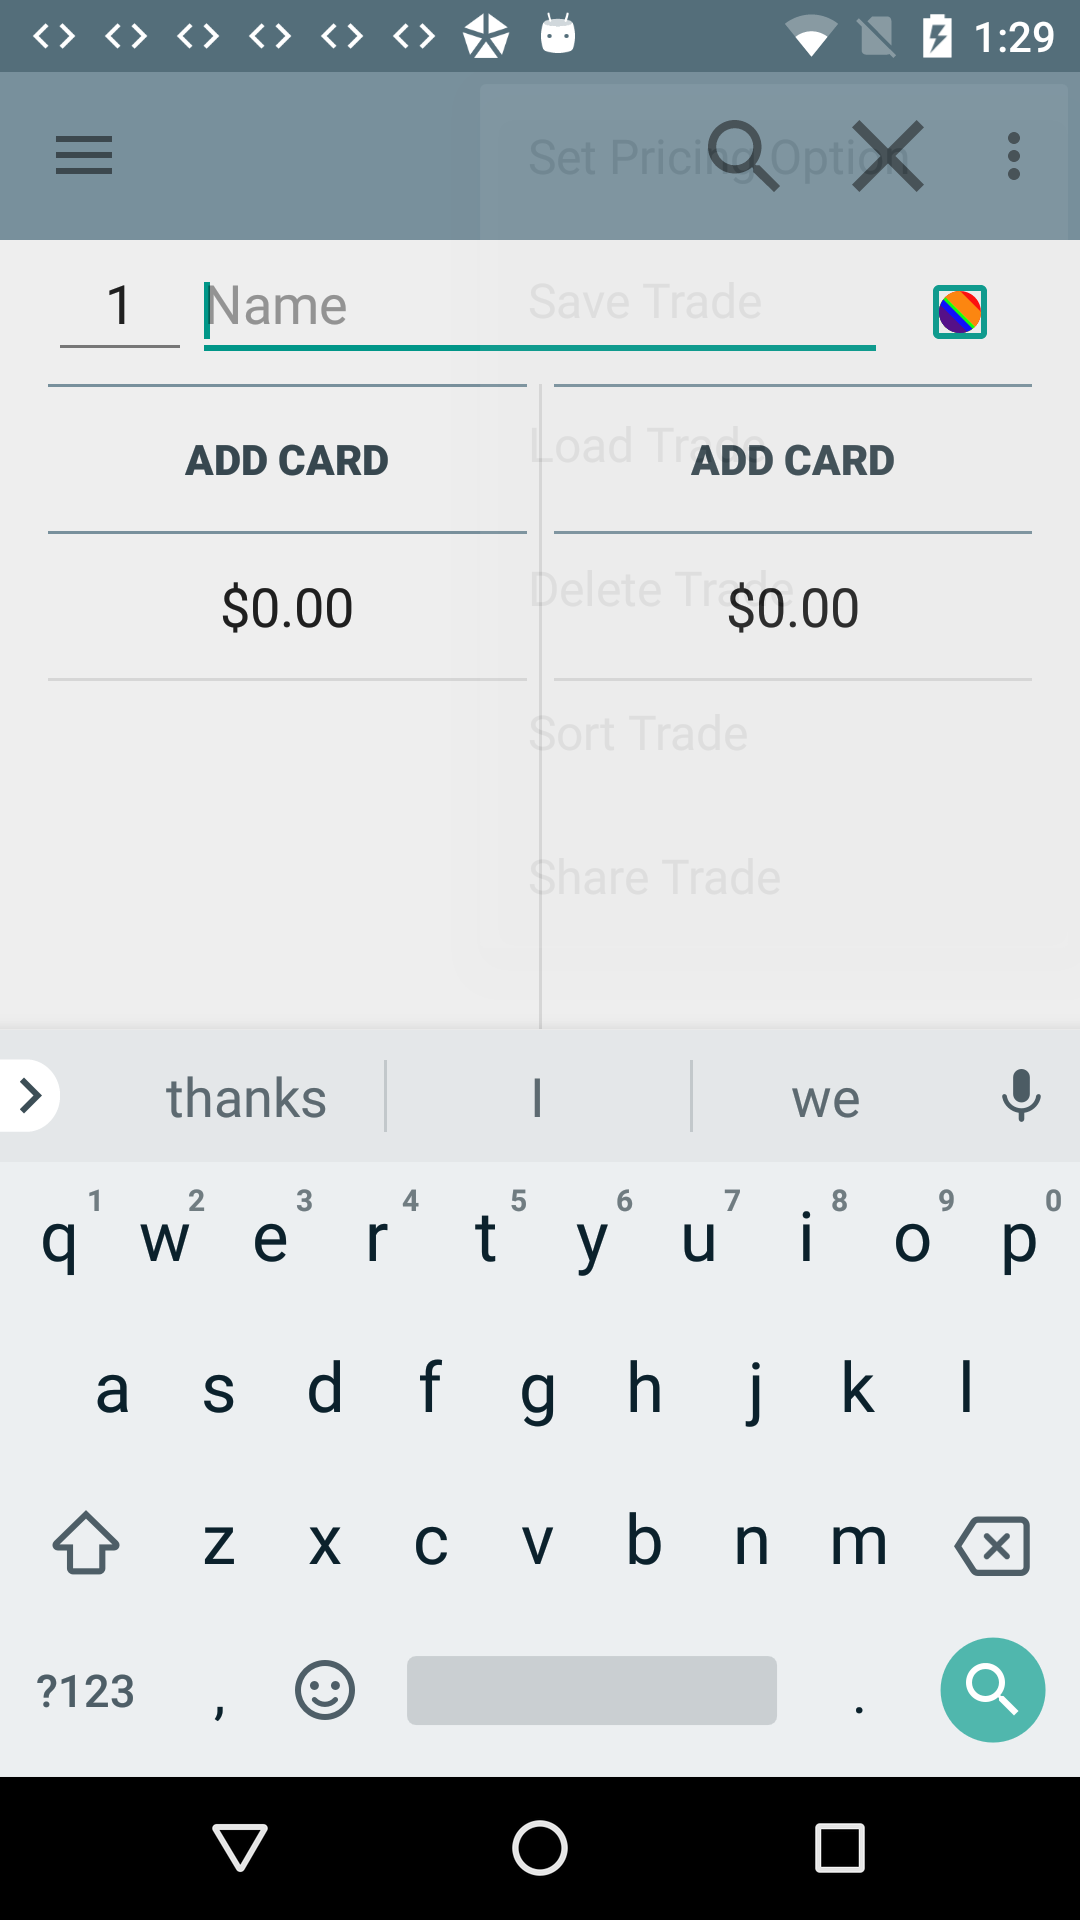 1:29
Set Pricing Option
1 Name
Save Trade
Load Trade
ADD CARD ADD CARD
Delete Trade
$0.00 $0.00
Sort Trade
Share Trade
thanks I we
1 2 3 4 5 6 7 8 9 0
q w e r t y u i o p
a s d f g h j k l
z x c v b n m
?123 , .